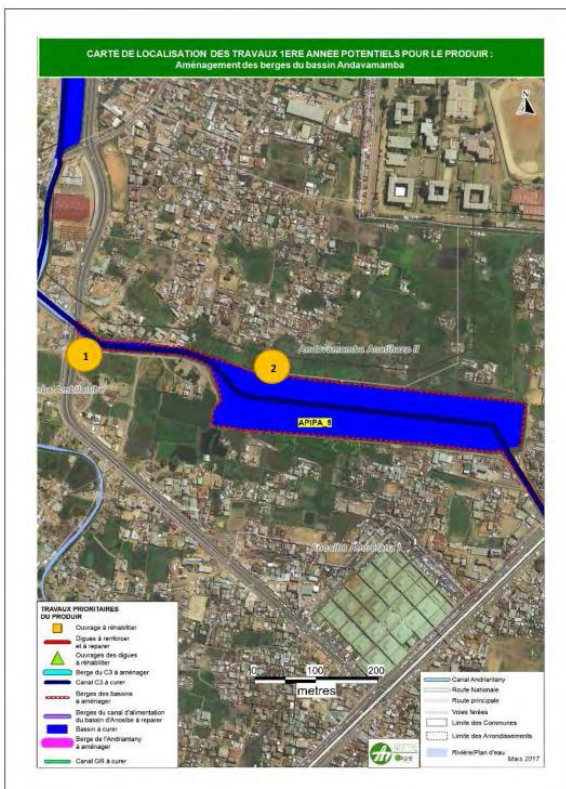 CARTE DE LOCALISATION DES TRAVAUX 1ERE ANNEE POTENTIELS POUR LE PRODUIR :
Aménagement des berges du bassin Andavamamba
N
1
2
Andavamamba Anatihazo II
APIPA_8
0 100 200
metres
TRAVAUX PRIORITAIRES
DU PRODUIR
Ouvrage à réhabiliter
Digues à renforcer
et à reparer
Ouvrages des digues
à réhabiliter
Berge du C3 à aménager
Canal C3 à curer
Berges des bassins
à aménager
Berges du canal d'alimentation
du bassin d'Anosibe à reparer
Bassin à curer
Berge de l'Andriantany
à aménager
Canal GR à curer
Canal Andriantany
Route Nationale
Route principale
Voies ferées
Limite des Communes
Limite des Arrondissements
Rivière/Plan d'eau
Mars 2017